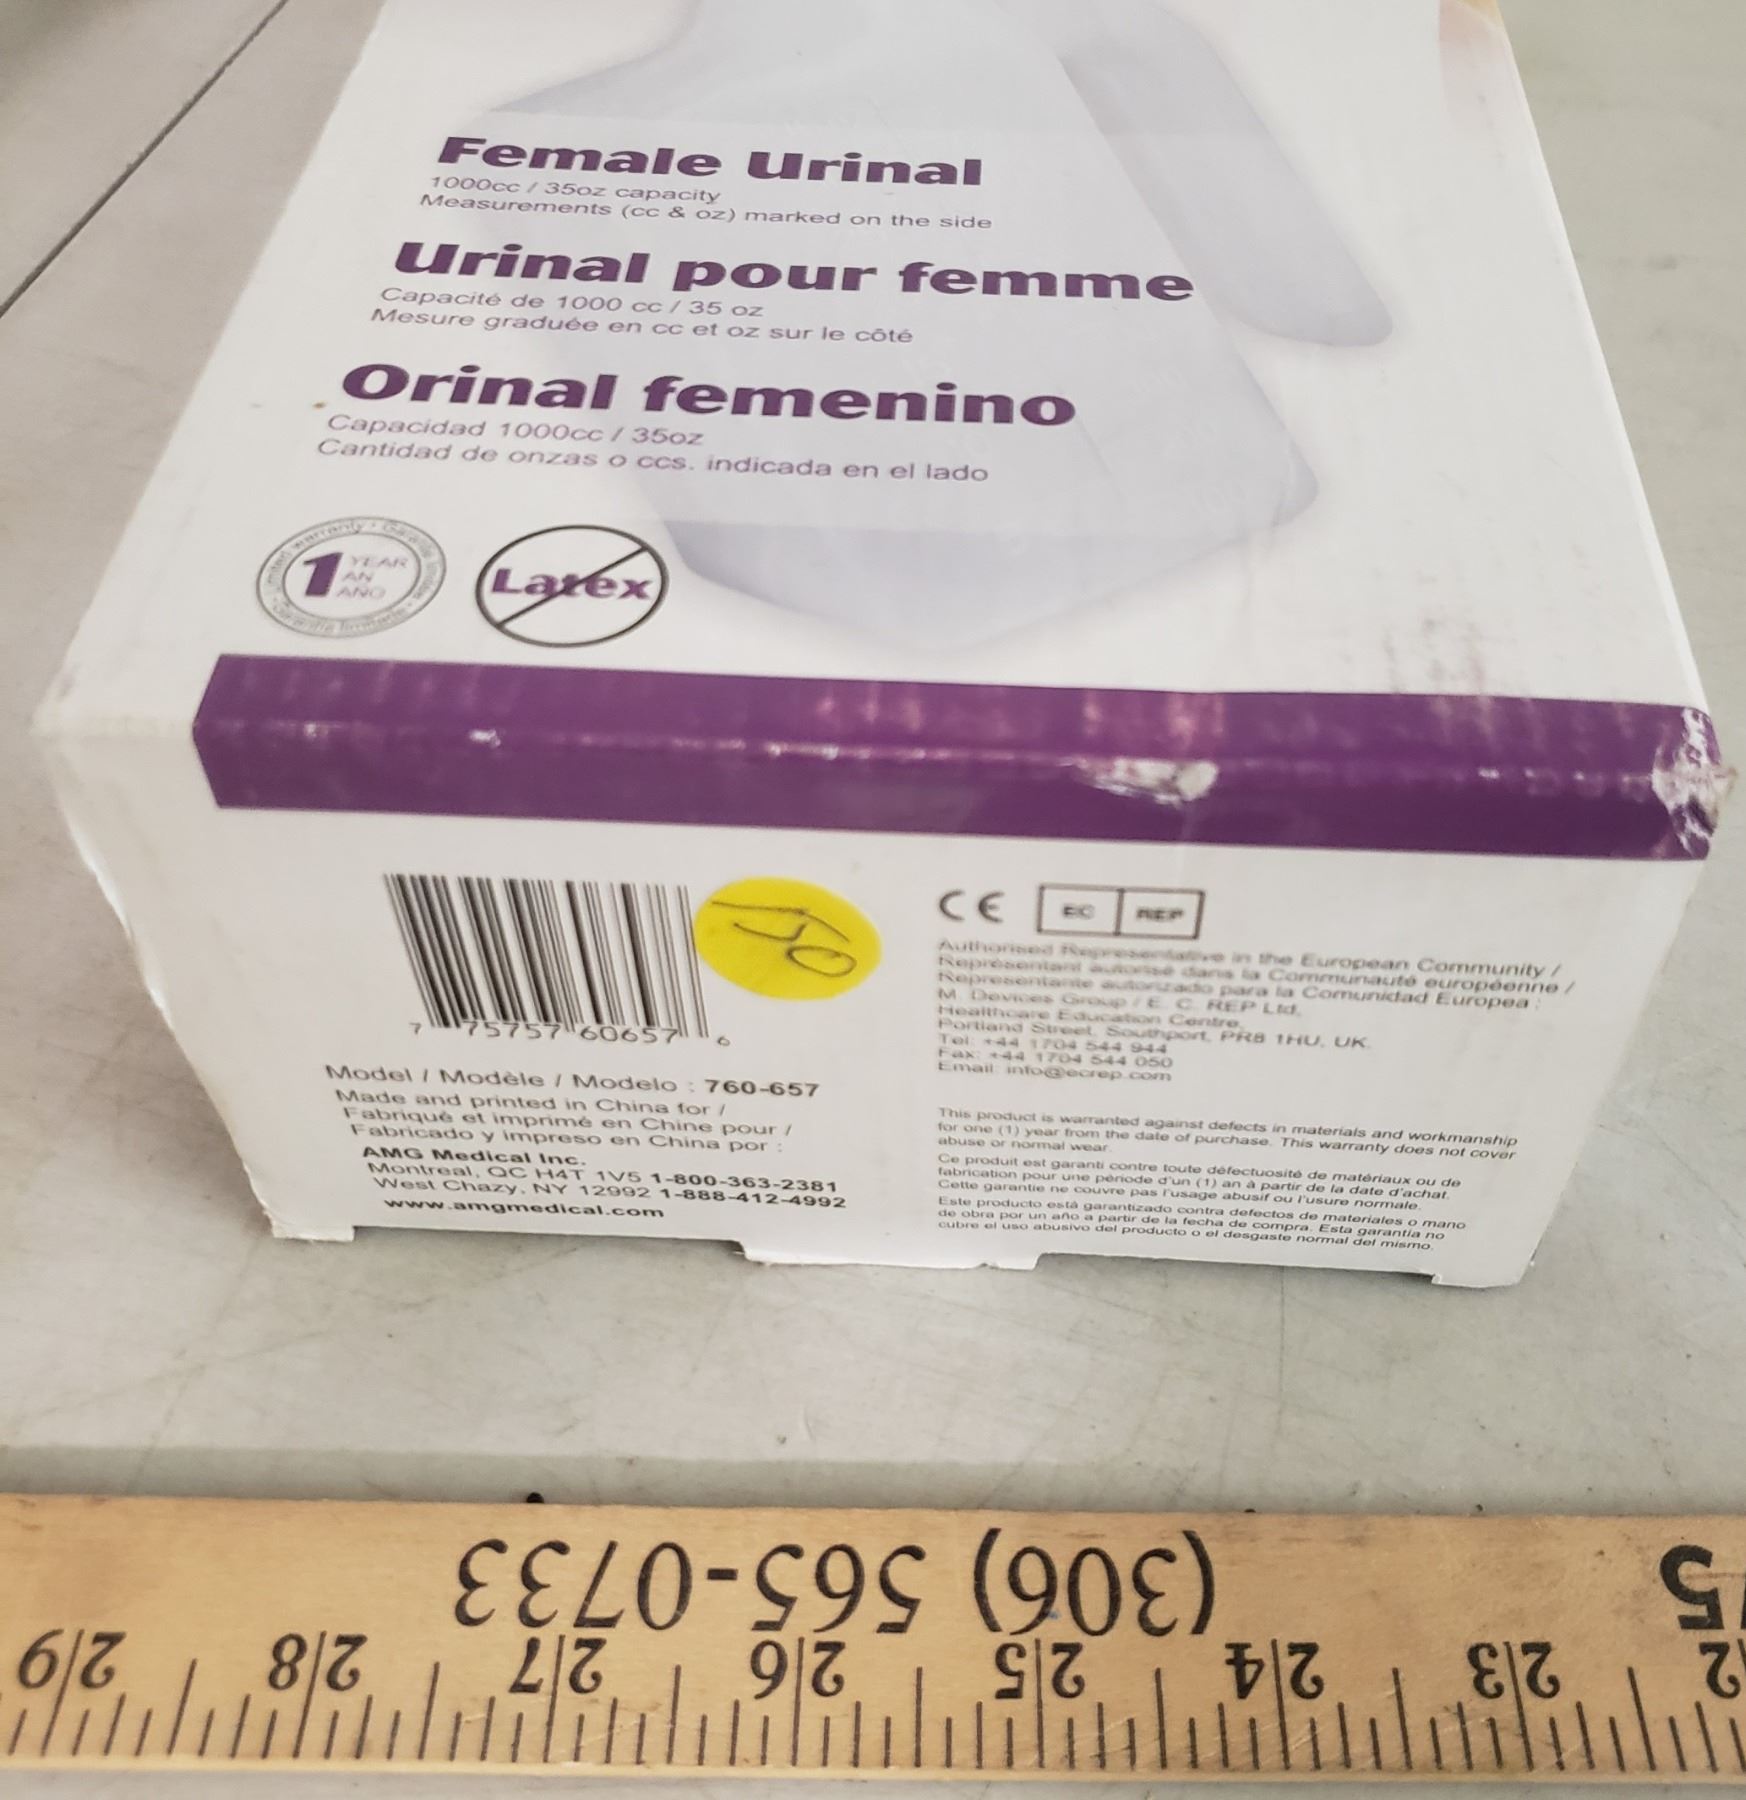 Female Urinal
1000cc / 35oz capacity
Measurements (cc & oz) marked on the side
Urinal pour femme
Capacité de 1000 cc / 35 oz
Mesure graduée en cc et oz sur le côté
Orinal femenino
Capacidad 1000cc / 35oz
Cantidad de onzas o ccs. indicada en el lado
1 YEAR
AN
AÑO
Latex
7 75757 60657 6
Model / Modèle / Modelo : 760-657
Made and printed in China for /
Fabriqué et imprimé en Chine pour /
Fabricado y impreso en China por :
AMG Medical Inc.
Montreal, QC H4T 1V5 1-800-363-2381
West Chazy, NY 12992 1-888-412-4992
www.amgmedical.com
CE EC REP
Authorised Representative in the European Community /
Représentant autorisé dans la Communauté européenne /
Representante autorizado para la Comunidad Europea :
M. Devices Group / E. C. REP Ltd.
Healthcare Education Centre,
Portland Street, Southport, PR8 1HU, UK.
Tel: +44 1704 544 944
Fax: +44 1704 544 050
Email: info@ecrep.com
This product is warranted against defects in materials and workmanship
for one (1) year from the date of purchase. This warranty does not cover
abuse or normal wear.
Ce produit est garanti contre toute défectuosité de matériaux ou de
fabrication pour une période d'un (1) an à partir de la date d'achat.
Cette garantie ne couvre pas l'usage abusif ou l'usure normale.
Este producto está garantizado contra defectos de materiales o mano
de obra por un año a partir de la fecha de compra. Esta garantía no
cubre el uso abusivo del producto o el desgaste normal del mismo.
(306) 565-0733
23 24 25 26 27 28 29